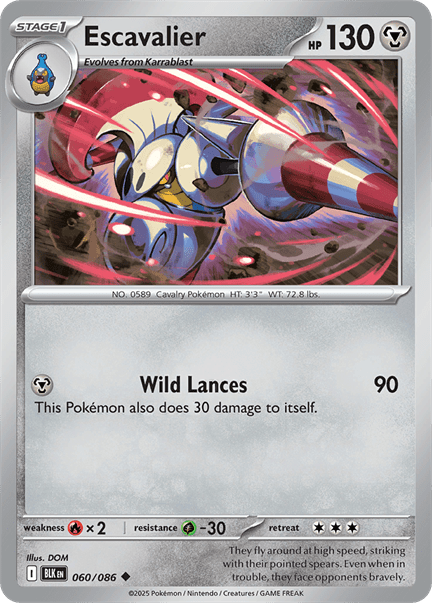 STAGE1
Escavalier
HP 130
Evolves from Karrablast
NO. 0589 Cavalry Pokémon HT: 3'3" WT: 72.8 lbs.
Wild Lances 90
This Pokémon also does 30 damage to itself.
weakness × 2 resistance -30 retreat
Illus. DOM
They fly around at high speed, striking
with their pointed spears. Even when in
trouble, they face opponents bravely.
I BLK EN 060/086
©2025 Pokémon / Nintendo / Creatures / GAME FREAK